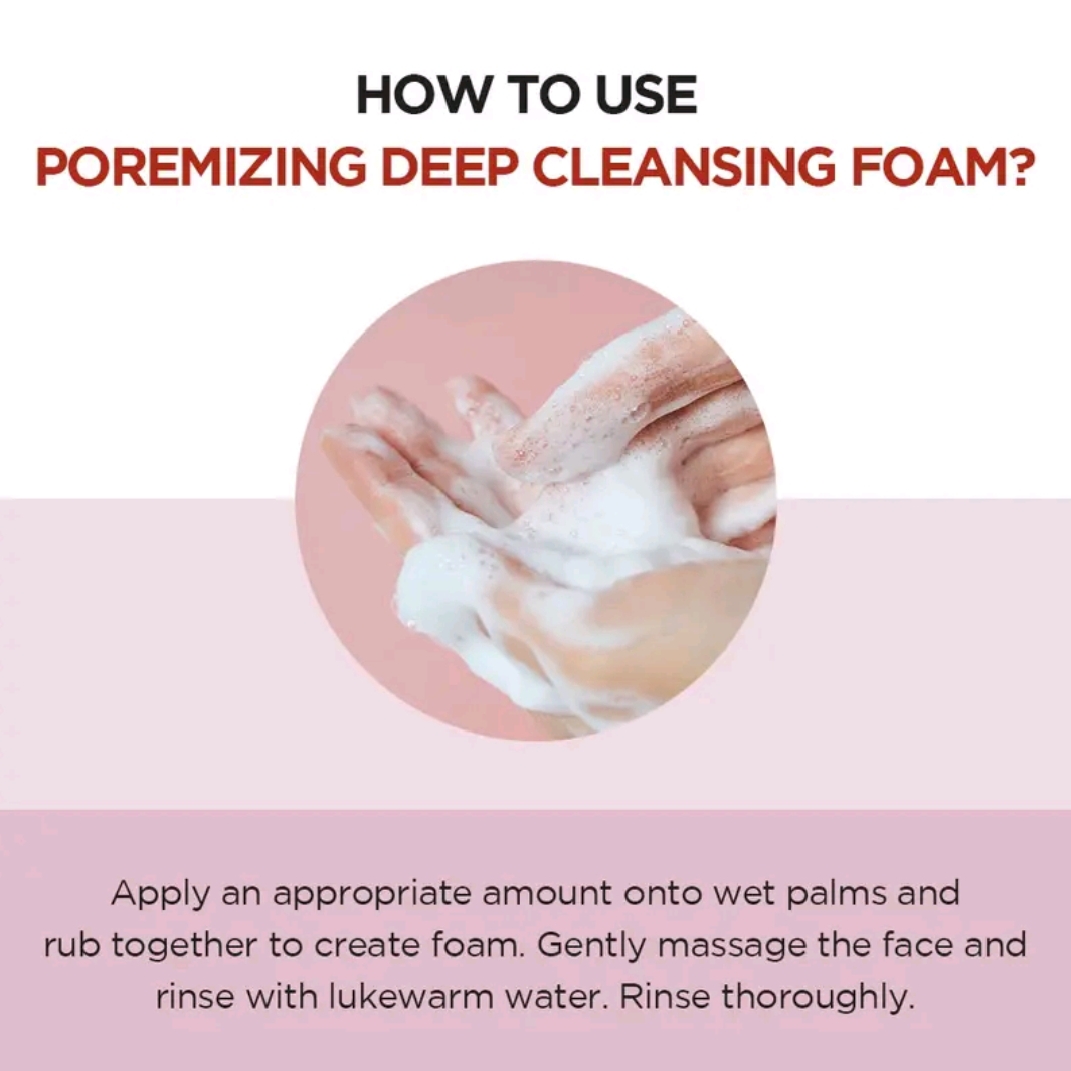 HOW TO USE
POREMIZING DEEP CLEANSING FOAM?
Apply an appropriate amount onto wet palms and
rub together to create foam. Gently massage the face and
rinse with lukewarm water. Rinse thoroughly.